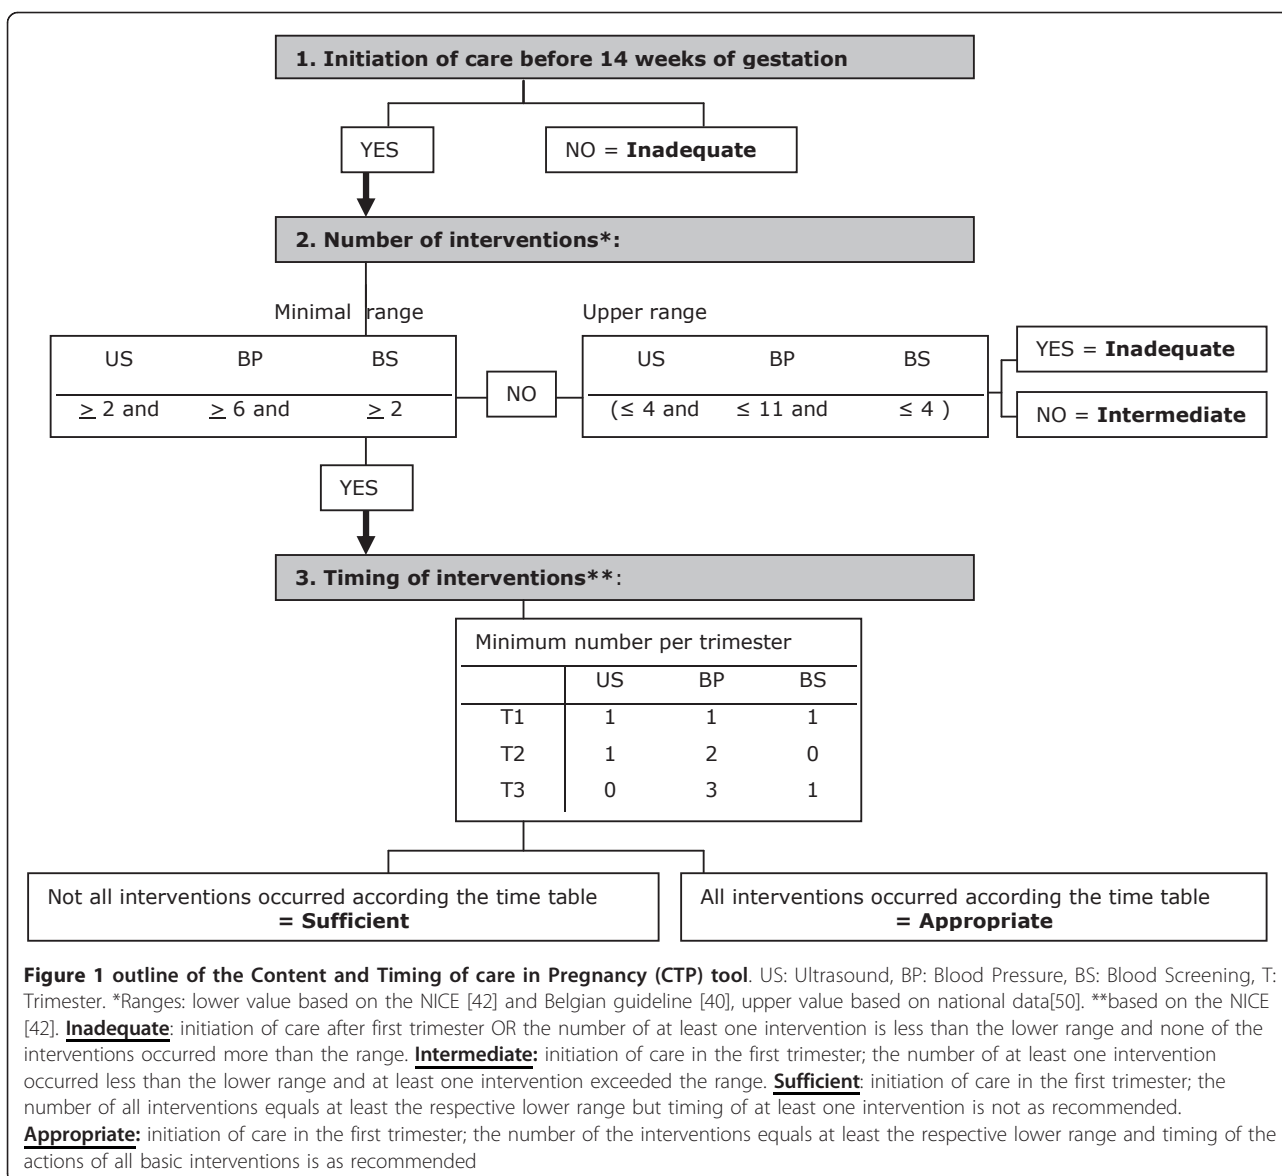 1. Initiation of care before 14 weeks of gestation
YES
NO = Inadequate
2. Number of interventions*:
Minimal range
Upper range
US BP BS
≥ 2 and ≥ 6 and ≥ 2
NO
US BP BS
(≤ 4 and ≤ 11 and ≤ 4 )
YES = Inadequate
NO = Intermediate
YES
3. Timing of interventions**:
Minimum number per trimester
US BP BS
T1 1 1 1
T2 1 2 0
T3 0 3 1
Not all interventions occurred according the time table
= Sufficient
All interventions occurred according the time table
= Appropriate
Figure 1 outline of the Content and Timing of care in Pregnancy (CTP) tool. US: Ultrasound, BP: Blood Pressure, BS: Blood Screening, T:
Trimester. *Ranges: lower value based on the NICE [42] and Belgian guideline [40], upper value based on national data[50]. **based on the NICE
[42]. Inadequate: initiation of care after first trimester OR the number of at least one intervention is less than the lower range and none of the
interventions occurred more than the range. Intermediate: initiation of care in the first trimester; the number of at least one intervention
occurred less than the lower range and at least one intervention exceeded the range. Sufficient: initiation of care in the first trimester; the
number of all interventions equals at least the respective lower range but timing of at least one intervention is not as recommended.
Appropriate: initiation of care in the first trimester; the number of the interventions equals at least the respective lower range and timing of the
actions of all basic interventions is as recommended